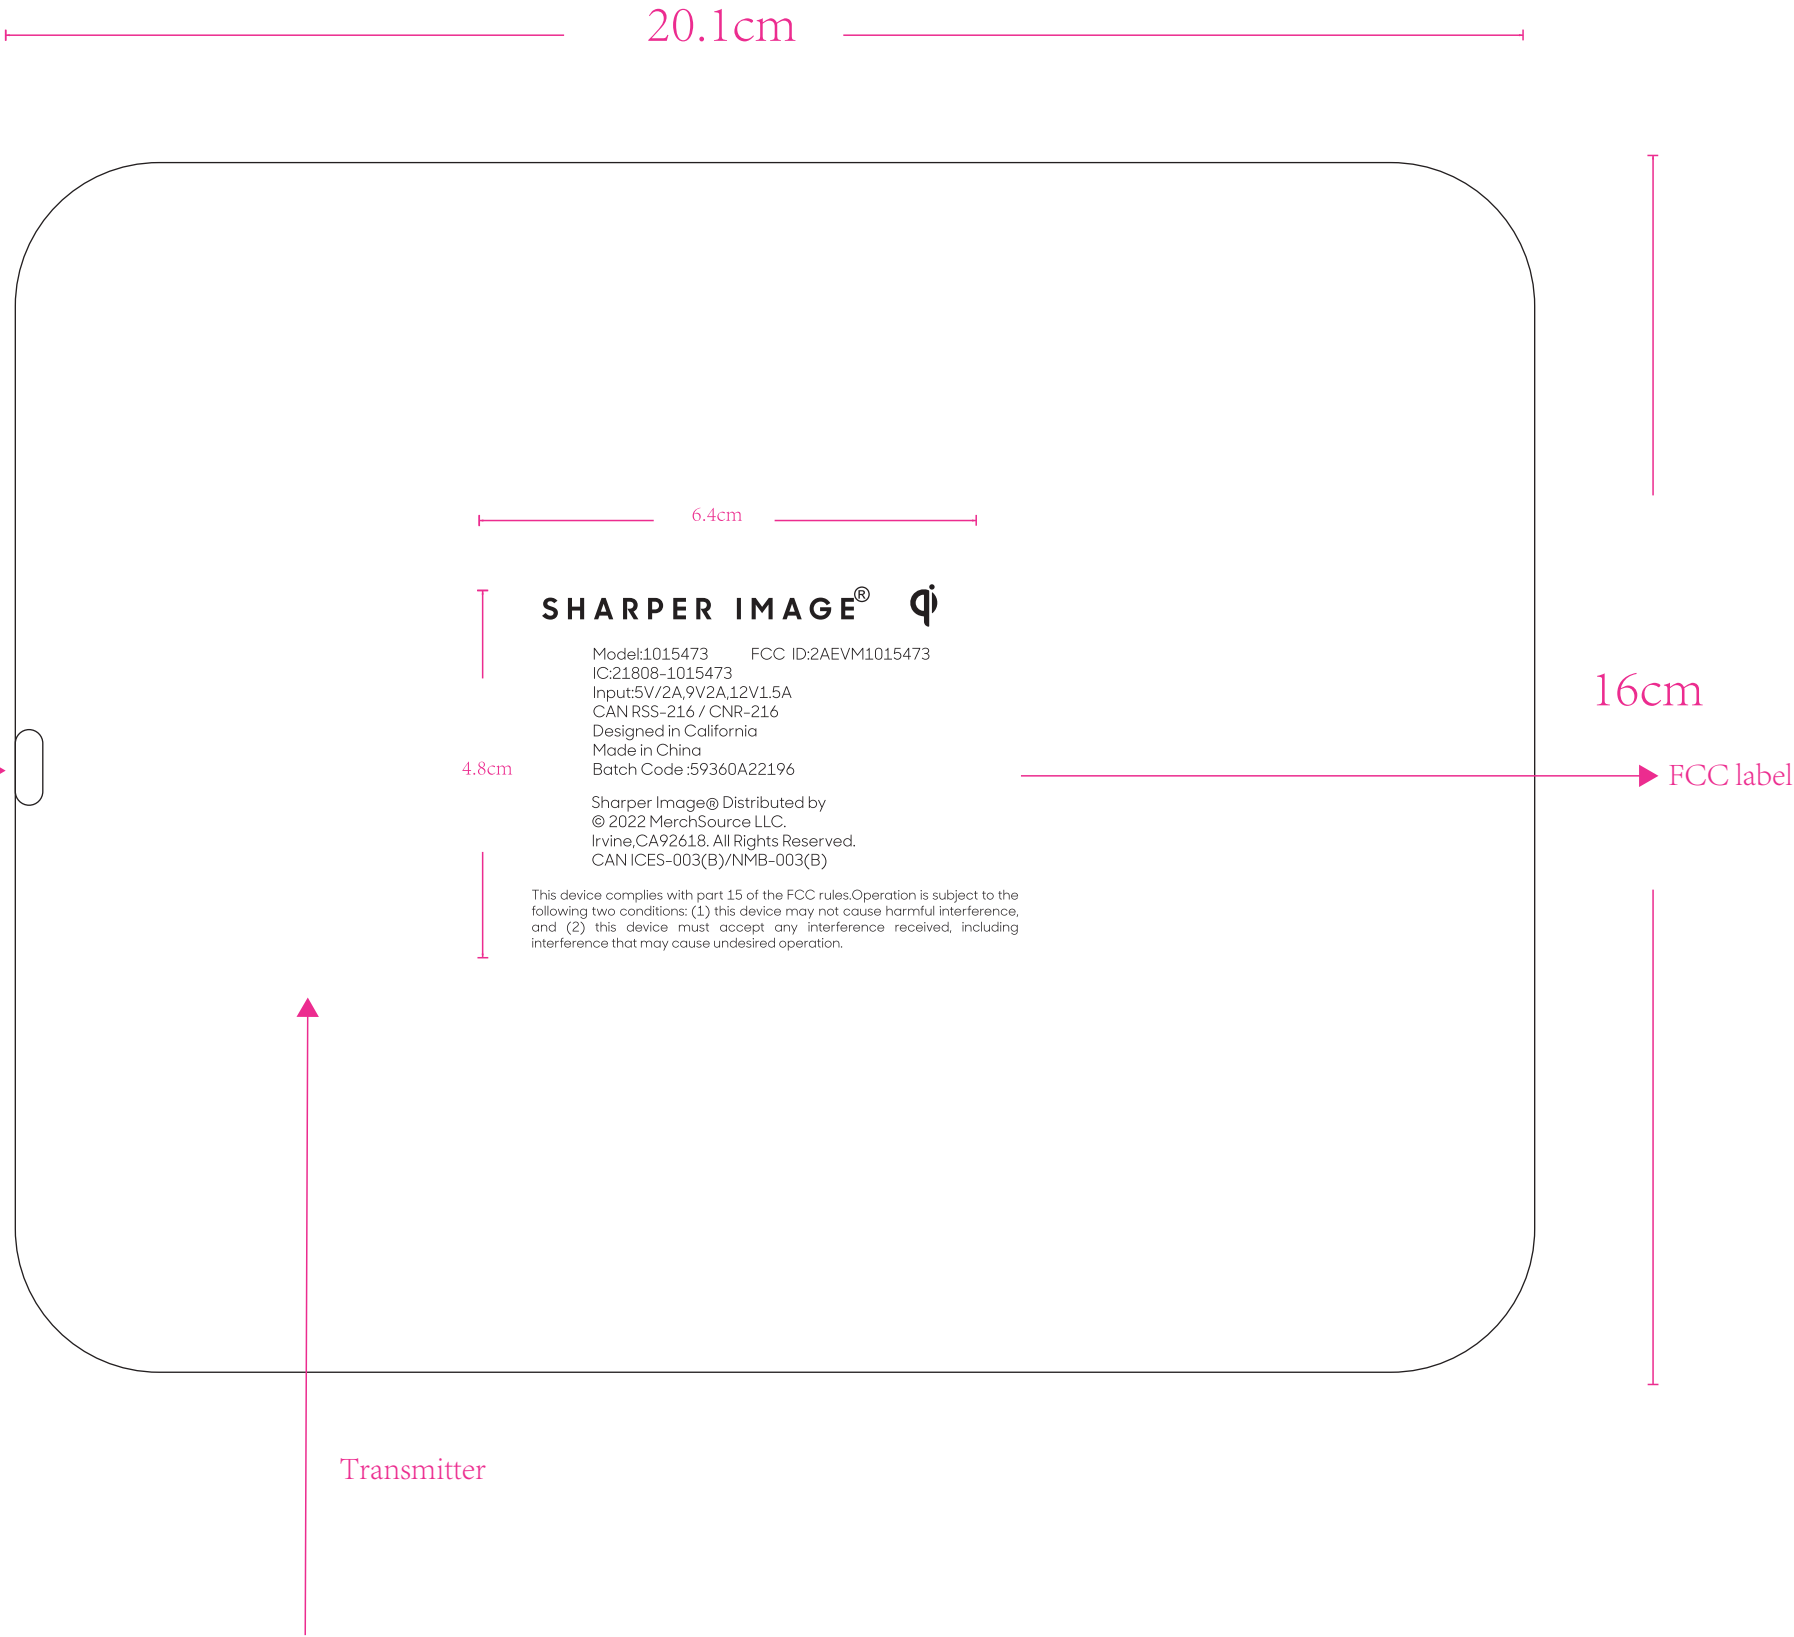 20.1cm
6.4cm
SHARPER IMAGE® qi
Model:1015473 FCC ID:2AEVM1015473
IC:21808-1015473
Input:5V/2A,9V2A,12V1.5A
CAN RSS-216 / CNR-216
Designed in California
Made in China
Batch Code :59360A22196
16cm
4.8cm
FCC label
Sharper Image® Distributed by
© 2022 MerchSource LLC.
Irvine,CA92618. All Rights Reserved.
CAN ICES-003(B)/NMB-003(B)
This device complies with part 15 of the FCC rules.Operation is subject to the
following two conditions: (1) this device may not cause harmful interference,
and (2) this device must accept any interference received, including
interference that may cause undesired operation.
Transmitter